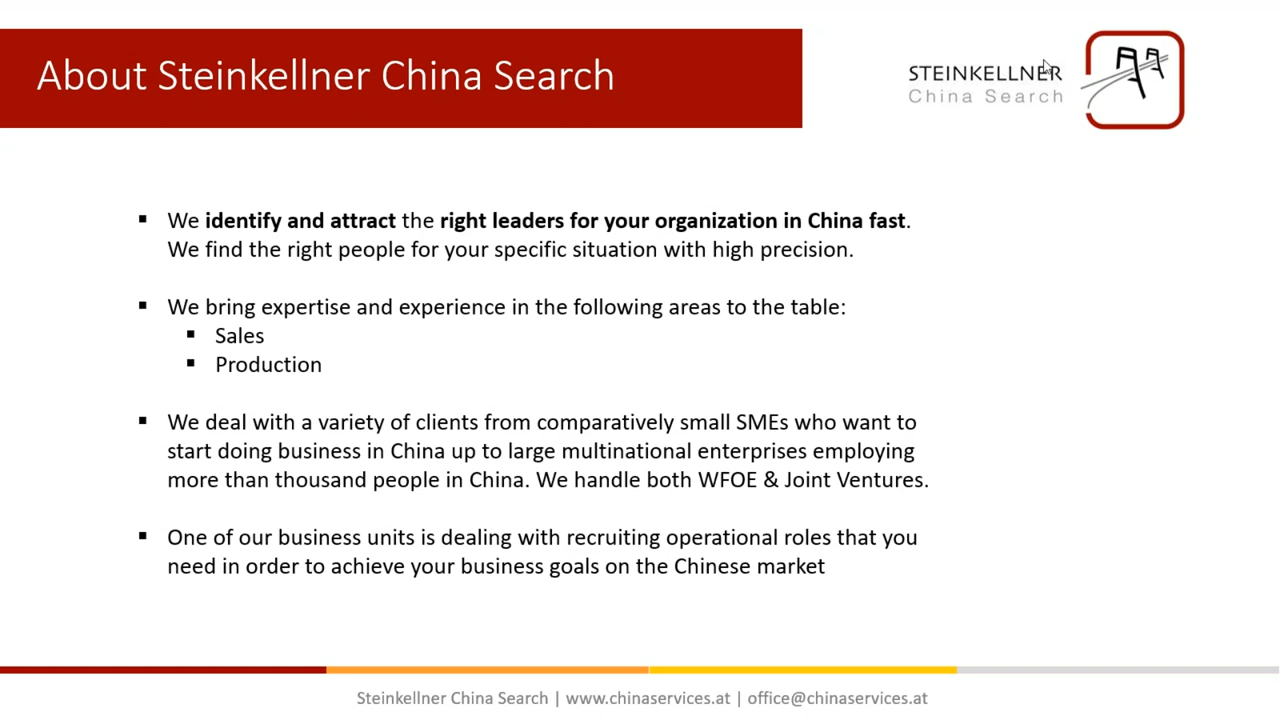 About Steinkellner China Search
STEINKELLNER
China Search
▪ We identify and attract the right leaders for your organization in China fast.
We find the right people for your specific situation with high precision.
▪ We bring expertise and experience in the following areas to the table:
▪ Sales
▪ Production
▪ We deal with a variety of clients from comparatively small SMEs who want to
start doing business in China up to large multinational enterprises employing
more than thousand people in China. We handle both WFOE & Joint Ventures.
▪ One of our business units is dealing with recruiting operational roles that you
need in order to achieve your business goals on the Chinese market
Steinkellner China Search | www.chinaservices.at | office@chinaservices.at